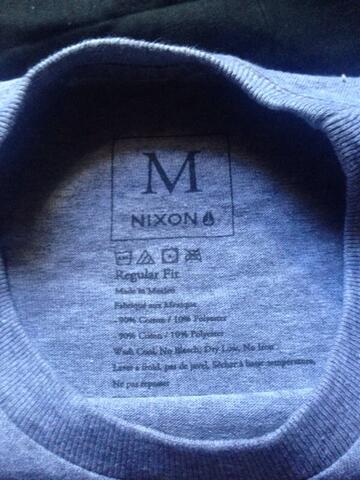 M
NIXON
Regular Fit
Made in Mexico
Fabriqué aux Mexique
90% Cotton / 10% Polyester
90% Coton / 10% Polyester
Wash Cool, No Bleach, Dry Low, No Iron
Laver a froid, pas de javel, Sécher à basse température,
Ne pas repasser